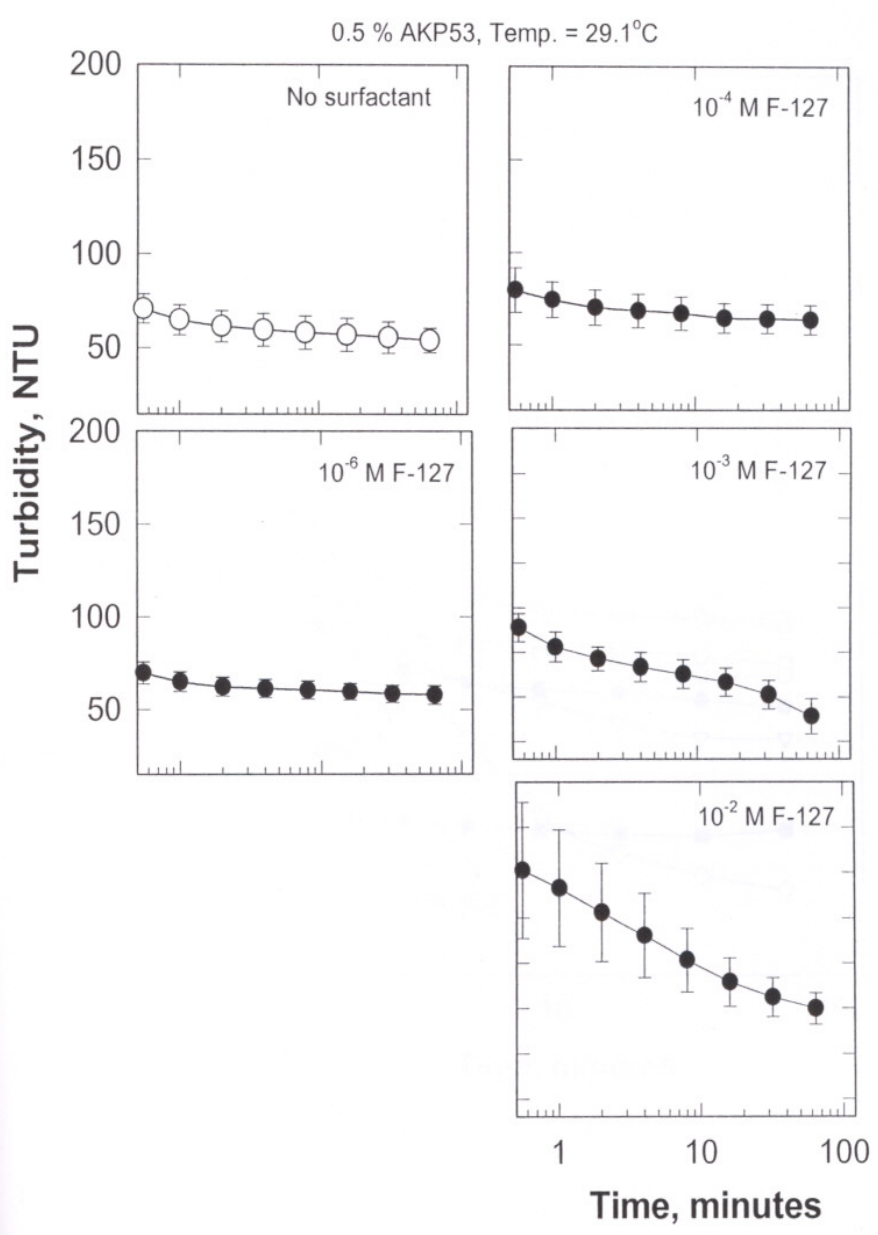 0.5 % AKP53, Temp. = 29.1°C
200
150
100
50
No surfactant
10⁻⁴ M F-127
Turbidity, NTU
200
150
100
50
10⁻⁶ M F-127
10⁻³ M F-127
10⁻² M F-127
1 10 100
Time, minutes